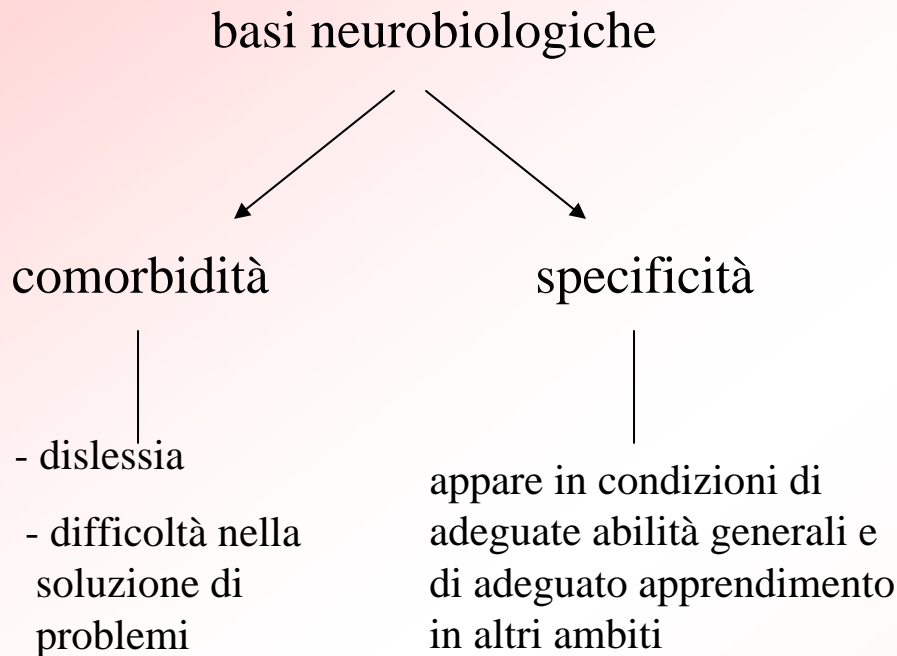 basi neurobiologiche
comorbidità
specificità
- dislessia
- difficoltà nella
soluzione di
problemi
appare in condizioni di
adeguate abilità generali e
di adeguato apprendimento
in altri ambiti